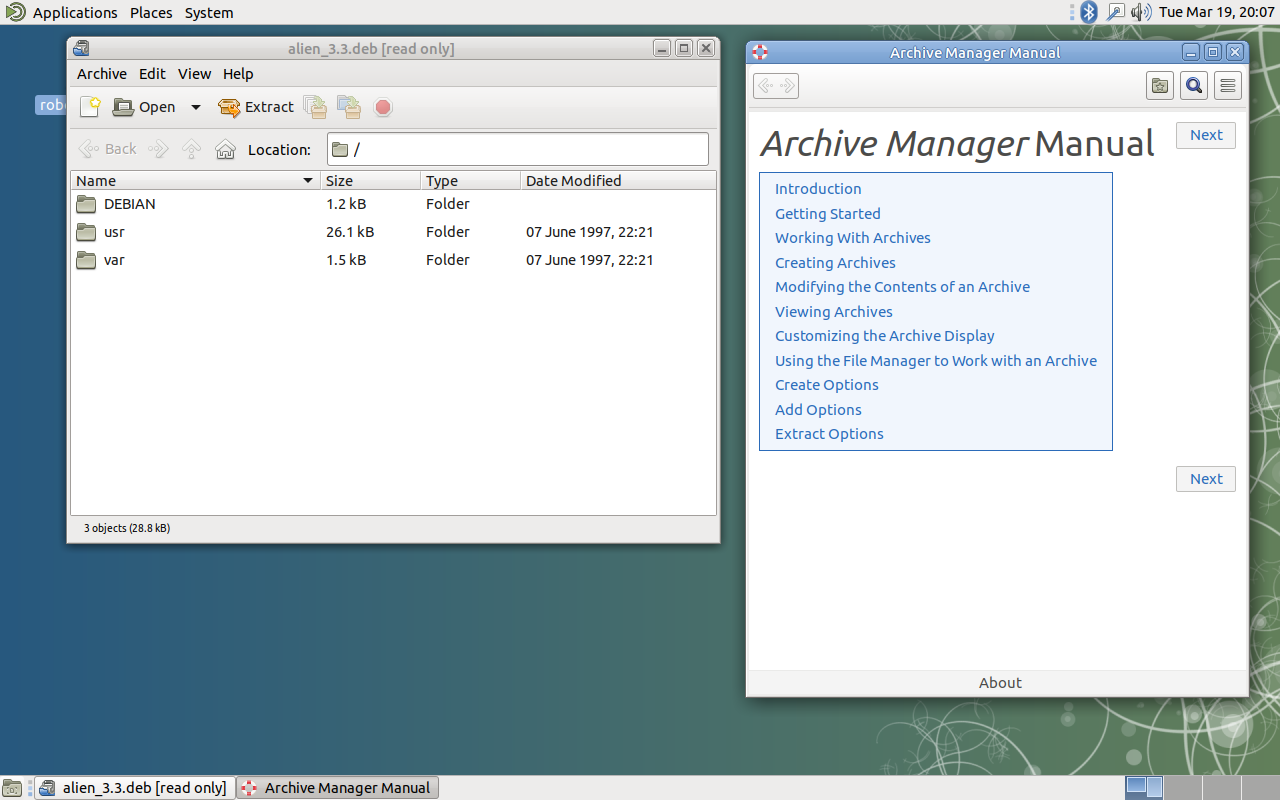 Applications Places System
Tue Mar 19, 20:07
alien_3.3.deb [read only]
Archive Edit View Help
Open Extract
Back Location: /
Name Size Type Date Modified
DEBIAN 1.2 kB Folder
usr 26.1 kB Folder 07 June 1997, 22:21
var 1.5 kB Folder 07 June 1997, 22:21
3 objects (28.8 kB)
Archive Manager Manual
Archive Manager Manual
Next
Introduction
Getting Started
Working With Archives
Creating Archives
Modifying the Contents of an Archive
Viewing Archives
Customizing the Archive Display
Using the File Manager to Work with an Archive
Create Options
Add Options
Extract Options
Next
About
alien_3.3.deb [read only] Archive Manager Manual